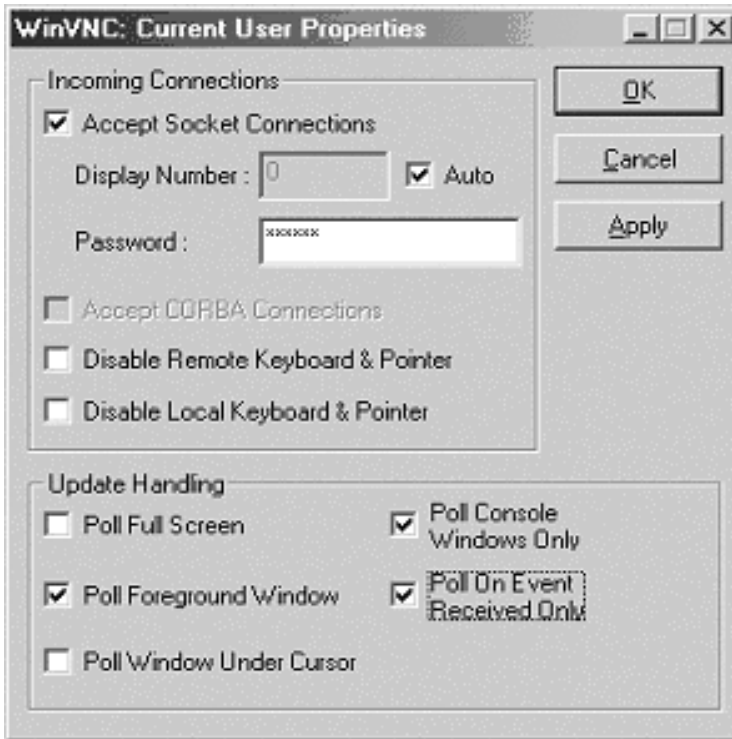 WinVNC: Current User Properties
Incoming Connections
OK
Accept Socket Connections
Display Number : 0
Auto
Cancel
Password : xxxxxx
Apply
Accept CORBA Connections
Disable Remote Keyboard & Pointer
Disable Local Keyboard & Pointer
Update Handling
Poll Full Screen
Poll Console
Windows Only
Poll Foreground Window
Poll On Event
Received Only
Poll Window Under Cursor